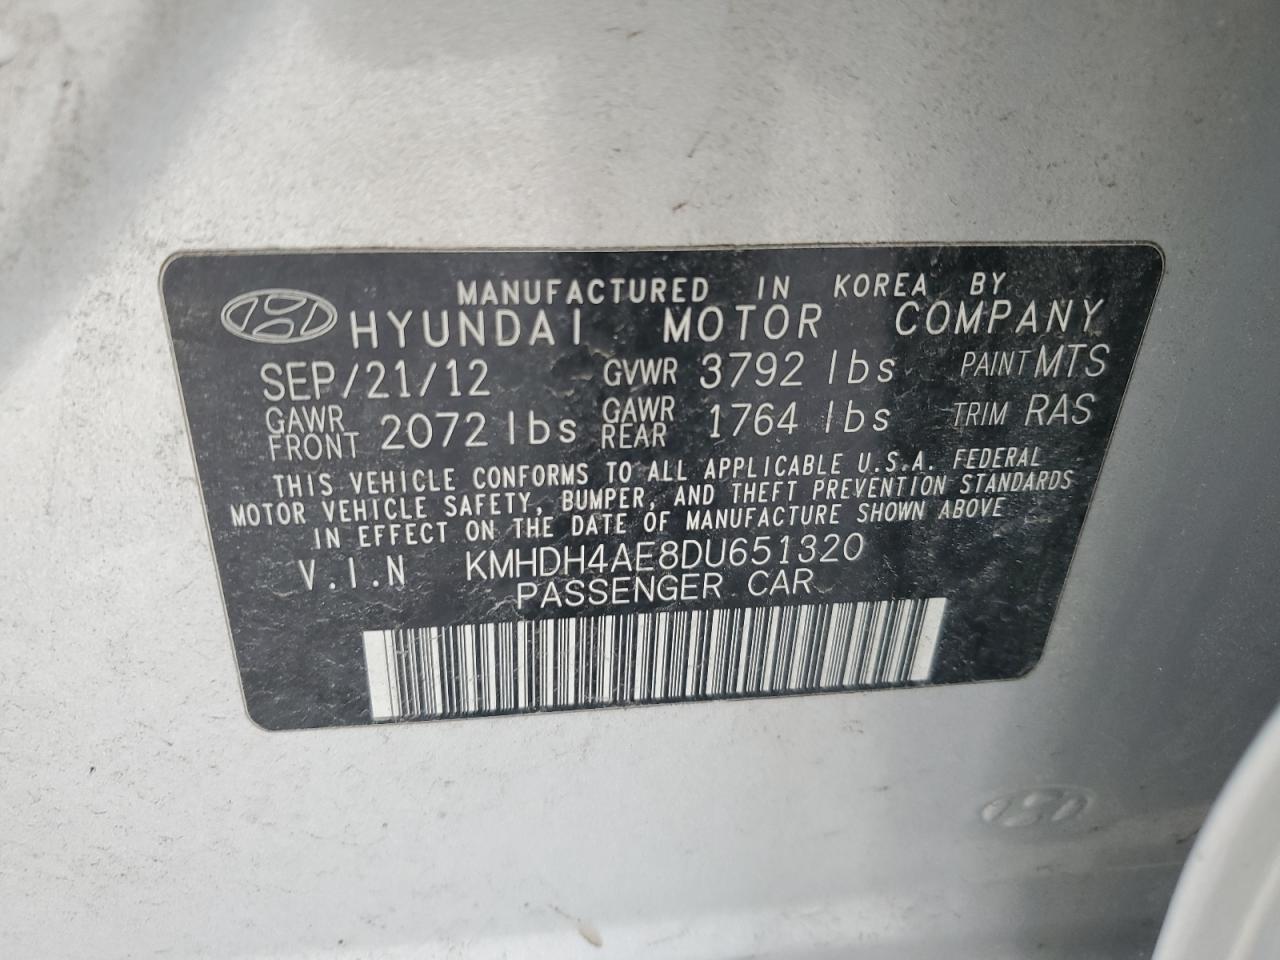 MANUFACTURED IN KOREA BY
HYUNDAI MOTOR COMPANY
SEP/21/12 GVWR 3792 lbs PAINT MTS
GAWR FRONT 2072 lbs GAWR REAR 1764 lbs TRIM RAS
THIS VEHICLE CONFORMS TO ALL APPLICABLE U.S.A. FEDERAL
MOTOR VEHICLE SAFETY, BUMPER, AND THEFT PREVENTION STANDARDS
IN EFFECT ON THE DATE OF MANUFACTURE SHOWN ABOVE
V.I.N KMHDH4AE8DU651320
PASSENGER CAR